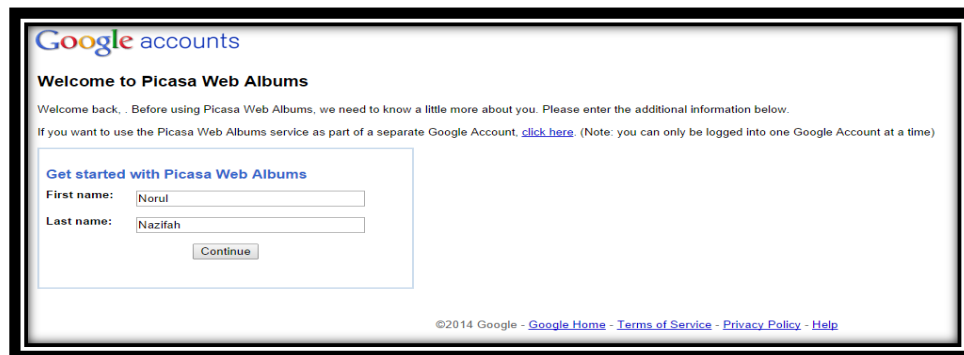 Google accounts
Welcome to Picasa Web Albums
Welcome back, . Before using Picasa Web Albums, we need to know a little more about you. Please enter the additional information below.
If you want to use the Picasa Web Albums service as part of a separate Google Account, click here. (Note: you can only be logged into one Google Account at a time)
Get started with Picasa Web Albums
First name: Norul
Last name: Nazifah
Continue
©2014 Google - Google Home - Terms of Service - Privacy Policy - Help